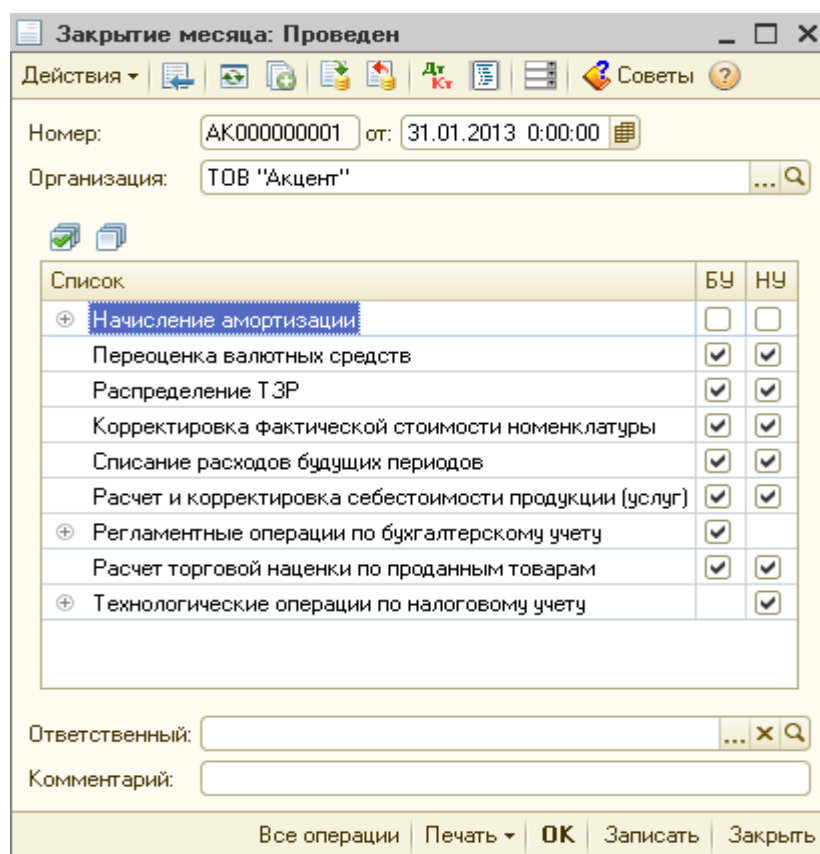 Закрытие месяца: Проведен
Действия Дт Кт Советы
Номер: АК000000001 от: 31.01.2013 0:00:00
Организация: ТОВ "Акцент" ...
Список БУ НУ
Начисление амортизации
Переоценка валютных средств
Распределение ТЗР
Корректировка фактической стоимости номенклатуры
Списание расходов будущих периодов
Расчет и корректировка себестоимости продукции (услуг)
Регламентные операции по бухгалтерскому учету
Расчет торговой наценки по проданным товарам
Технологические операции по налоговому учету
Ответственный: ...
Комментарий:
Все операции Печать OK Записать Закрыть